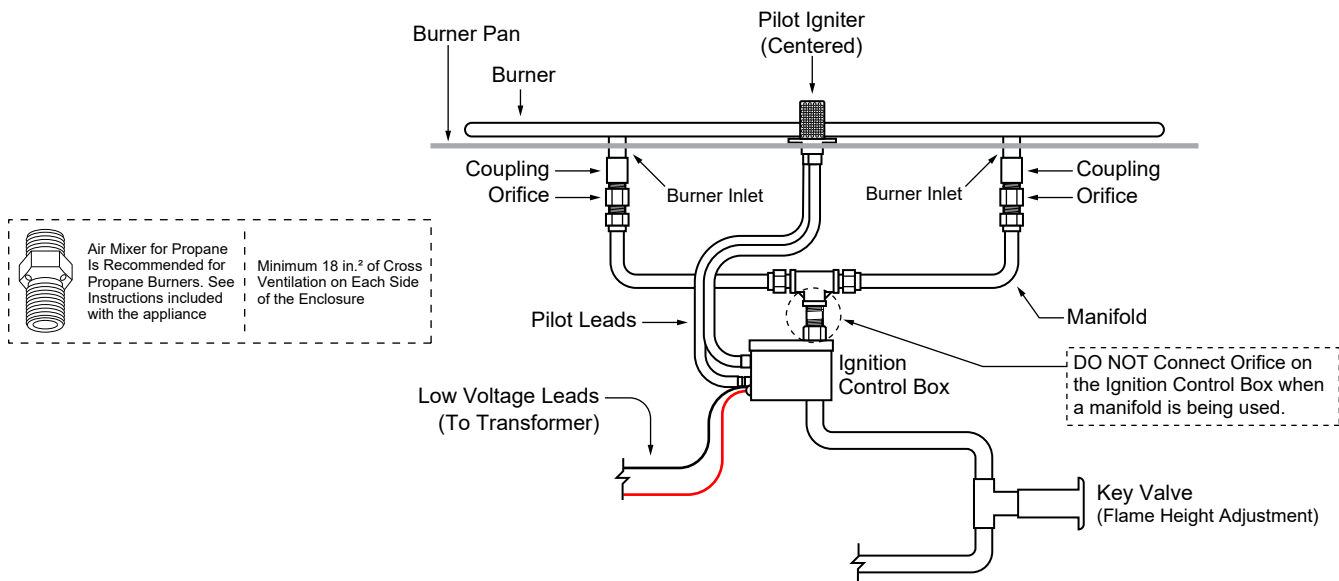 Pilot Igniter
(Centered)
Burner Pan
Burner
Coupling
Orifice
Burner Inlet
Burner Inlet
Coupling
Orifice
Air Mixer for Propane
Is Recommended for
Propane Burners. See
Instructions included
with the appliance
Minimum 18 in.² of Cross
Ventilation on Each Side
of the Enclosure
Pilot Leads
Manifold
Ignition
Control Box
DO NOT Connect Orifice on
the Ignition Control Box when
a manifold is being used.
Low Voltage Leads
(To Transformer)
Key Valve
(Flame Height Adjustment)